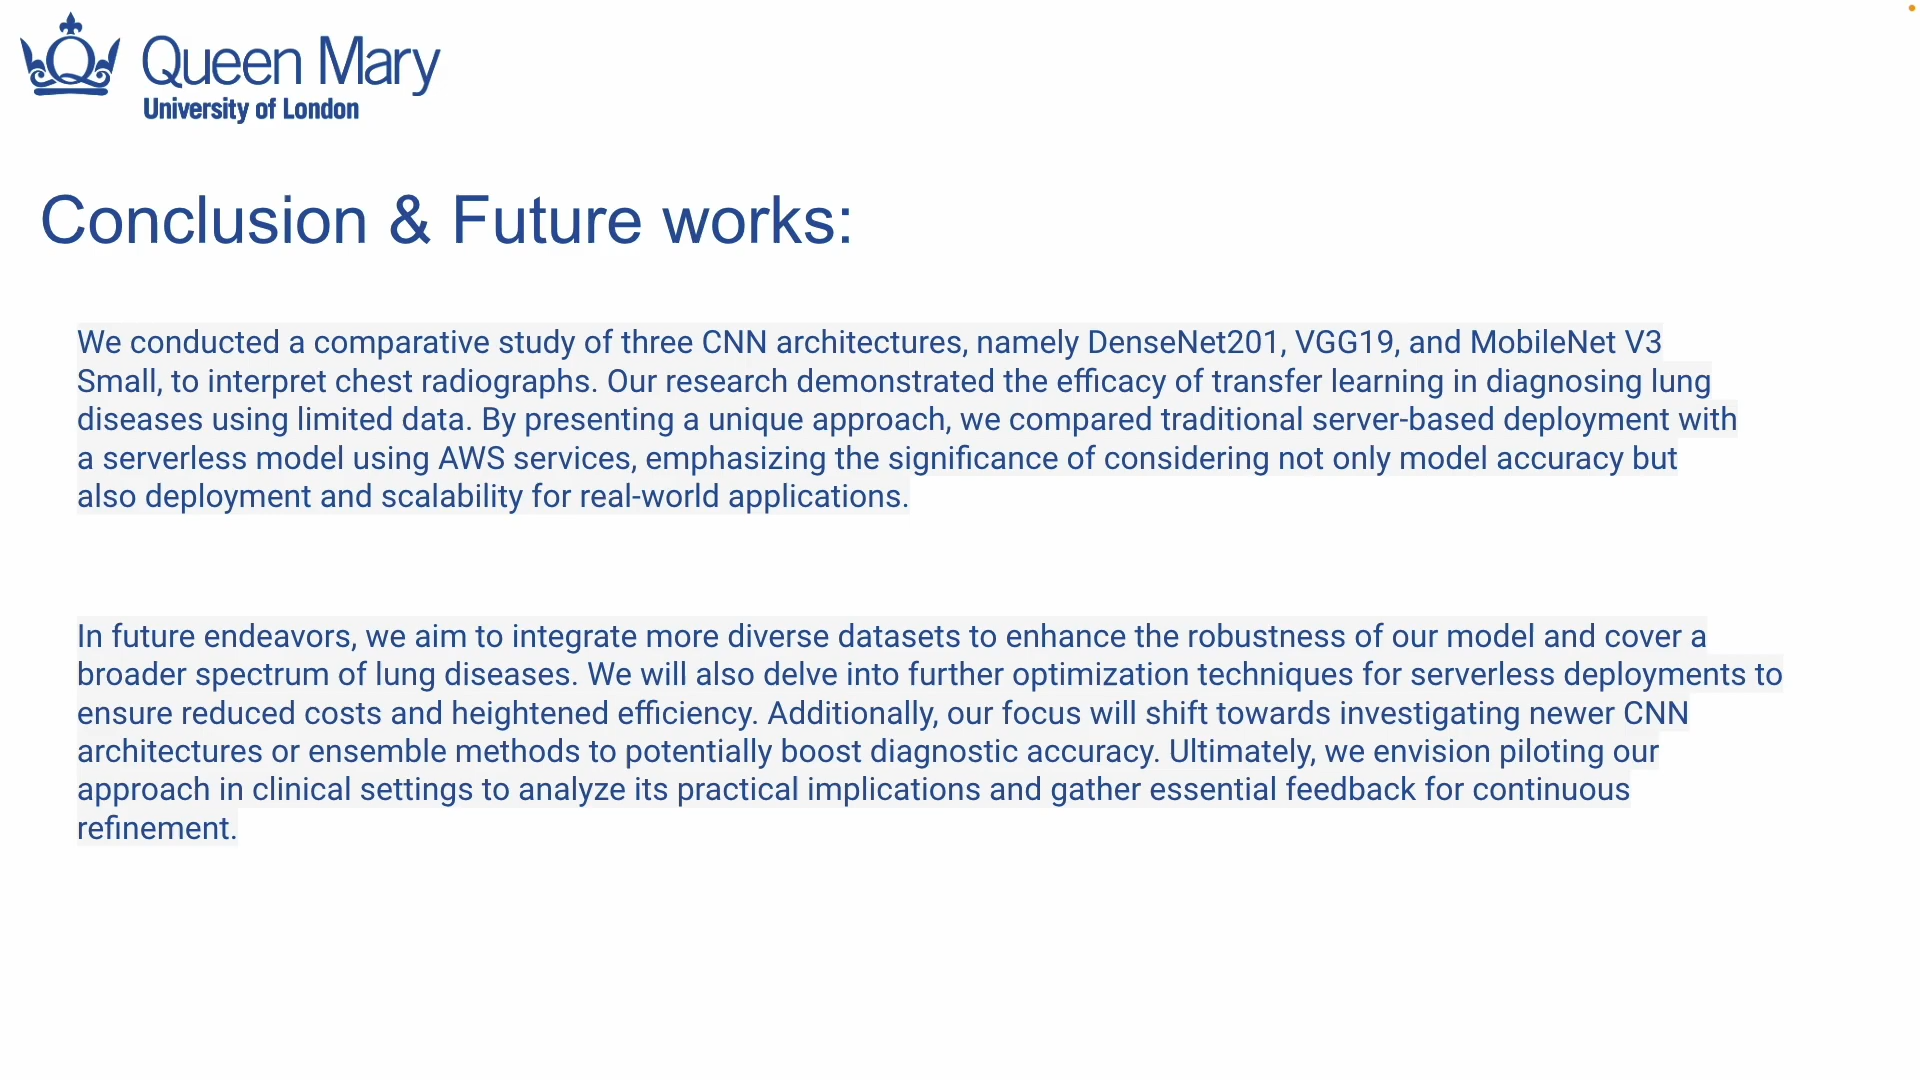 Queen Mary
University of London
Conclusion & Future works:
We conducted a comparative study of three CNN architectures, namely DenseNet201, VGG19, and MobileNet V3
Small, to interpret chest radiographs. Our research demonstrated the efficacy of transfer learning in diagnosing lung
diseases using limited data. By presenting a unique approach, we compared traditional server-based deployment with
a serverless model using AWS services, emphasizing the significance of considering not only model accuracy but
also deployment and scalability for real-world applications.
In future endeavors, we aim to integrate more diverse datasets to enhance the robustness of our model and cover a
broader spectrum of lung diseases. We will also delve into further optimization techniques for serverless deployments to
ensure reduced costs and heightened efficiency. Additionally, our focus will shift towards investigating newer CNN
architectures or ensemble methods to potentially boost diagnostic accuracy. Ultimately, we envision piloting our
approach in clinical settings to analyze its practical implications and gather essential feedback for continuous
refinement.